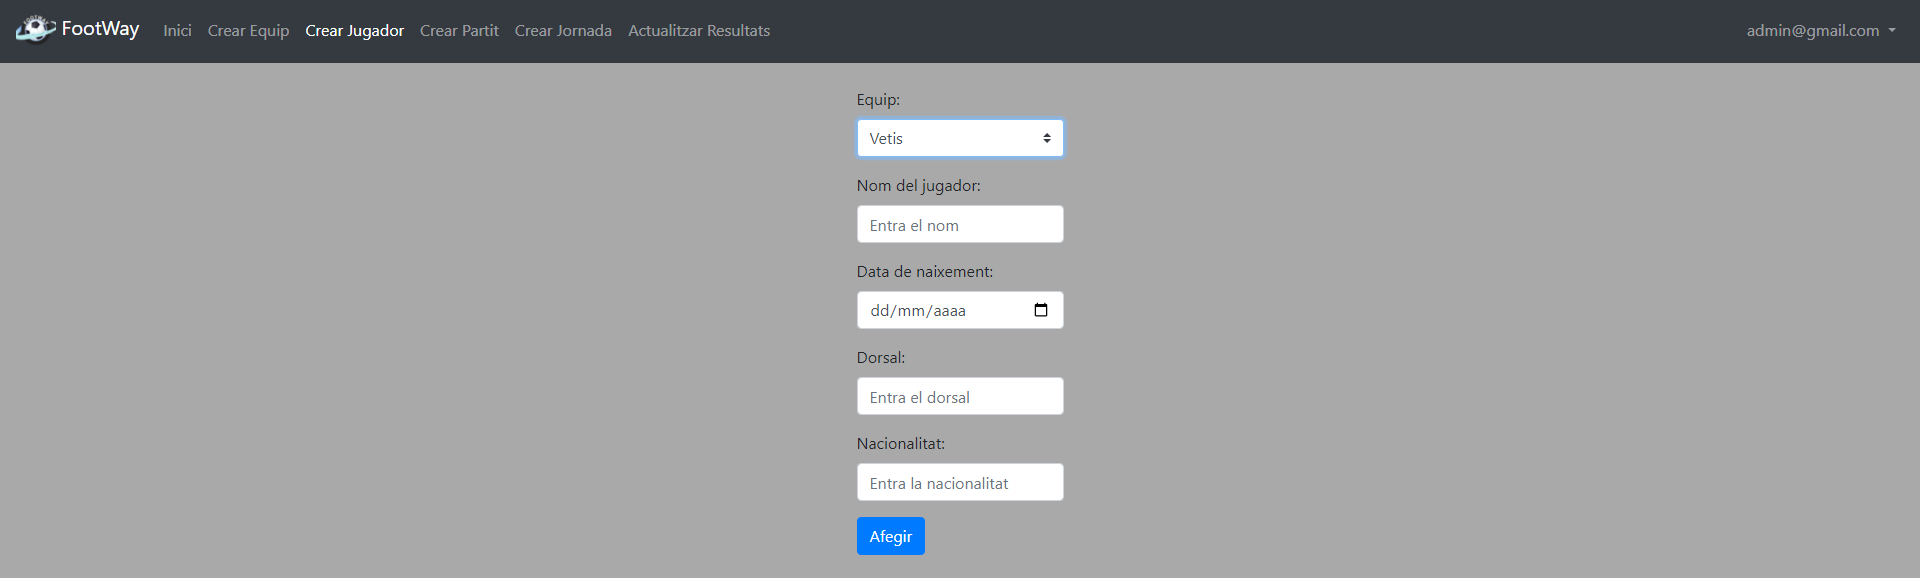 FootWay Inici Crear Equip Crear Jugador Crear Partit Crear Jornada Actualitzar Resultats admin@gmail.com
Equip:
Vetis
Nom del jugador:
Entra el nom
Data de naixement:
dd/mm/aaaa
Dorsal:
Entra el dorsal
Nacionalitat:
Entra la nacionalitat
Afegir